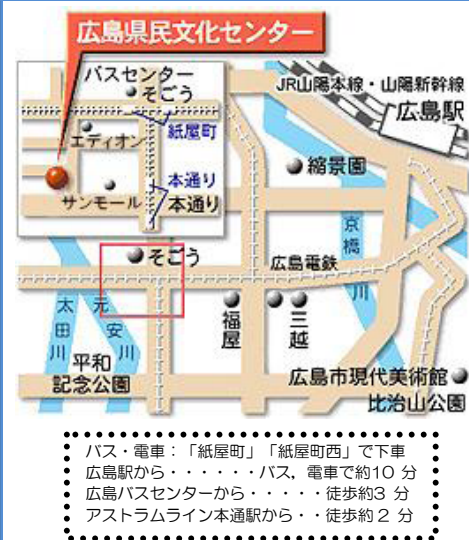 広島県民文化センター
バスセンター
そごう
紙屋町
エディオン
本通り
サンモール
本通り
JR山陽本線・山陽新幹線
広島駅
縮景園
京橋川
そごう
広島電鉄
太田川
元安川
福屋
三越
平和
記念公園
広島市現代美術館
比治山公園
バス・電車：「紙屋町」「紙屋町西」で下車
広島駅から・・・・・・バス，電車で約10 分
広島バスセンターから・・・・・徒歩約3 分
アストラムライン本通駅から・・徒歩約２ 分